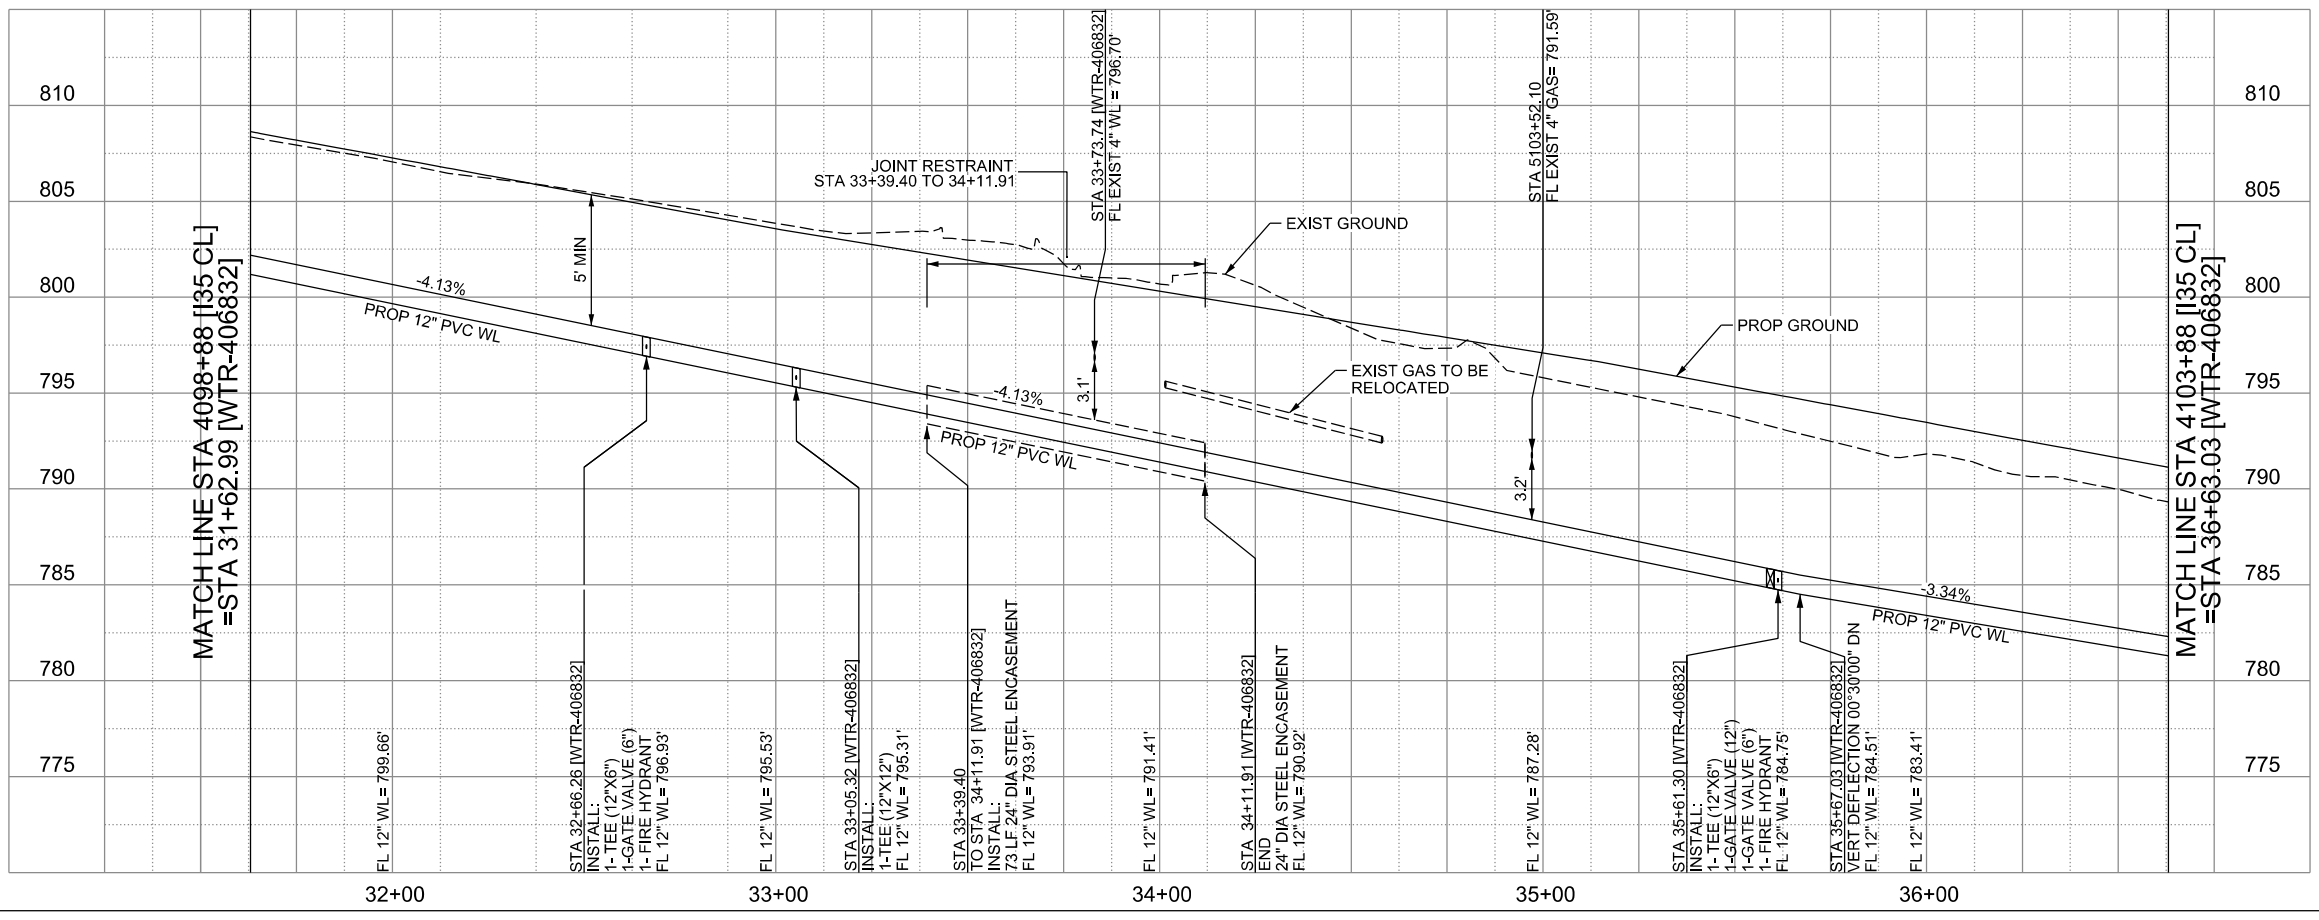 810
805
800
795
790
785
780
775
MATCH LINE STA 4098+88 [I35 CL]
=STA 31+62.99 [WTR-406832]
-4.13%
PROP 12" PVC WL
5' MIN
JOINT RESTRAINT
STA 33+39.40 TO 34+11.91
STA 33+73.74 [WTR-406832]
FL EXIST 4" WL = 796.70'
3.1'
-4.13%
PROP 12" PVC WL
EXIST GROUND
EXIST GAS TO BE
RELOCATED
STA 5103+52.10
FL EXIST 4" GAS= 791.59'
3.2'
PROP GROUND
-3.34%
PROP 12" PVC WL
MATCH LINE STA 4103+88 [I35 CL]
=STA 36+63.03 [WTR-406832]
810
805
800
795
790
785
780
775
FL 12" WL= 799.66'
STA 32+66.26 [WTR-406832]
INSTALL:
1- TEE (12"X6")
1-GATE VALVE (6")
1- FIRE HYDRANT
FL 12" WL= 796.93'
FL 12" WL= 795.53'
STA 33+05.32 [WTR-406832]
INSTALL:
1-TEE (12"X12")
FL 12" WL= 795.31'
STA 33+39.40
TO STA 34+11.91 [WTR-406832]
INSTALL:
73 LF 24" DIA STEEL ENCASEMENT
FL 12" WL= 793.91'
FL 12" WL= 791.41'
STA 34+11.91 [WTR-406832]
END
24" DIA STEEL ENCASEMENT
FL 12" WL= 790.92'
FL 12" WL= 787.28'
STA 35+61.30 [WTR-406832]
INSTALL:
1- TEE (12"X6")
1-GATE VALVE (12")
1-GATE VALVE (6")
1- FIRE HYDRANT
FL 12" WL= 784.75'
STA 35+67.03 [WTR-406832]
VERT DEFLECTION 00°30'00" DN
FL 12" WL= 784.51'
FL 12" WL= 783.41'
32+00
33+00
34+00
35+00
36+00